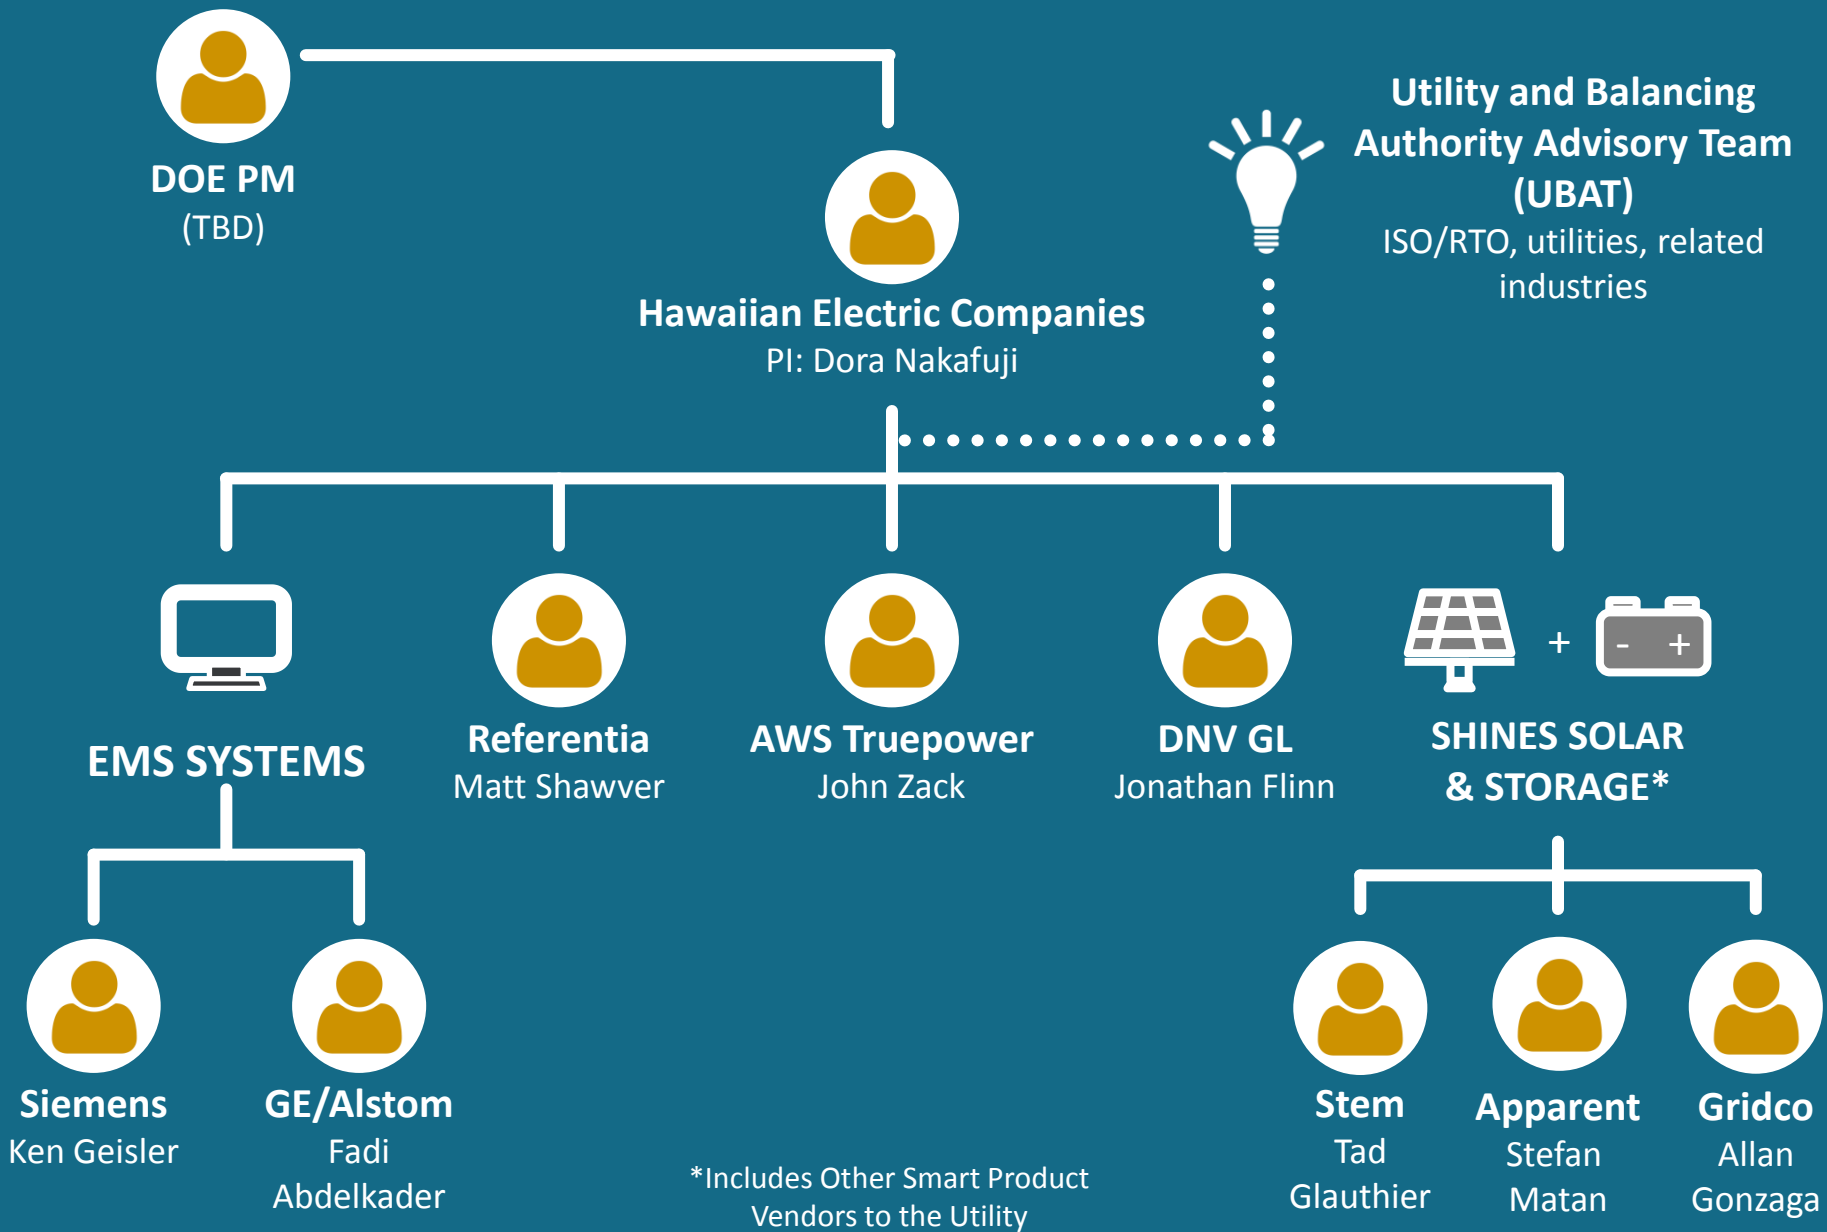 DOE PM
(TBD)
Utility and Balancing
Authority Advisory Team
(UBAT)
ISO/RTO, utilities, related
industries
Hawaiian Electric Companies
PI: Dora Nakafuji
EMS SYSTEMS
Referentia
Matt Shawver
AWS Truepower
John Zack
DNV GL
Jonathan Flinn
+
- +
SHINES SOLAR
& STORAGE*
Siemens
Ken Geisler
GE/Alstom
Fadi
Abdelkader
Stem
Tad
Glauthier
Apparent
Stefan
Matan
Gridco
Allan
Gonzaga
*Includes Other Smart Product
Vendors to the Utility